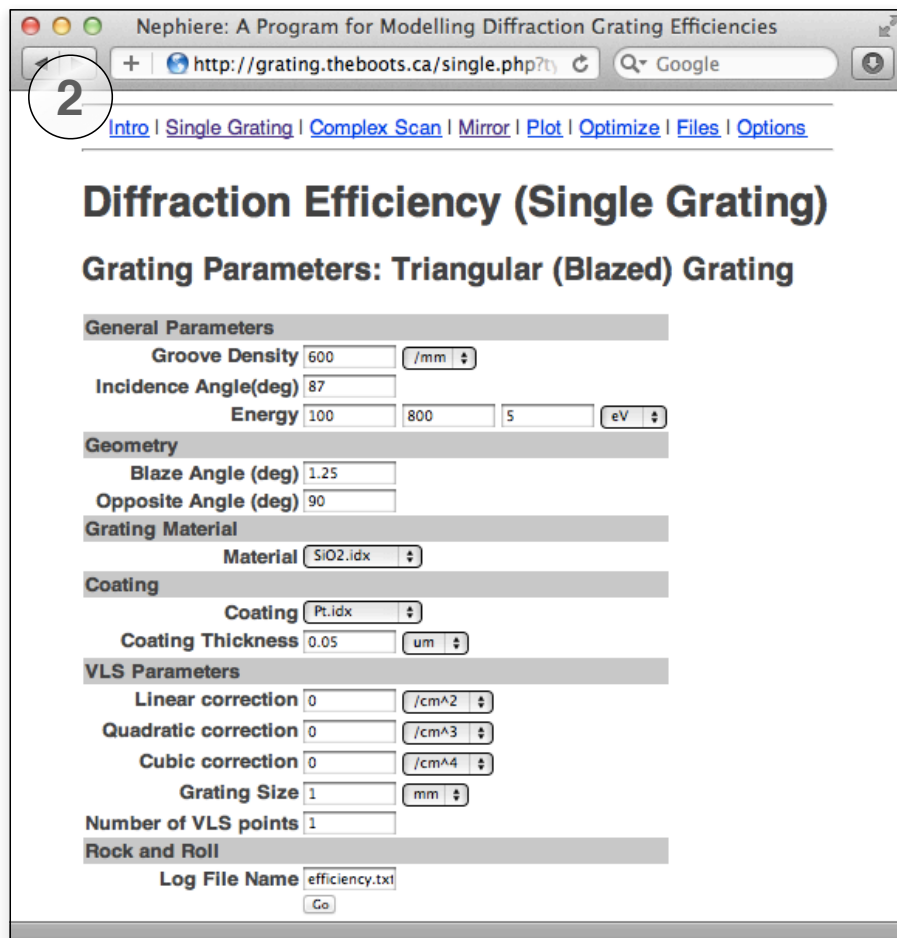 Nephiere: A Program for Modelling Diffraction Grating Efficiencies
http://grating.theboots.ca/single.php?ty
Google
2
Intro | Single Grating | Complex Scan | Mirror | Plot | Optimize | Files | Options
Diffraction Efficiency (Single Grating)
Grating Parameters: Triangular (Blazed) Grating
General Parameters
Groove Density 600 /mm
Incidence Angle(deg) 87
Energy 100 800 5 eV
Geometry
Blaze Angle (deg) 1.25
Opposite Angle (deg) 90
Grating Material
Material SiO2.idx
Coating
Coating Pt.idx
Coating Thickness 0.05 um
VLS Parameters
Linear correction 0 /cm^2
Quadratic correction 0 /cm^3
Cubic correction 0 /cm^4
Grating Size 1 mm
Number of VLS points 1
Rock and Roll
Log File Name efficiency.txt
Go